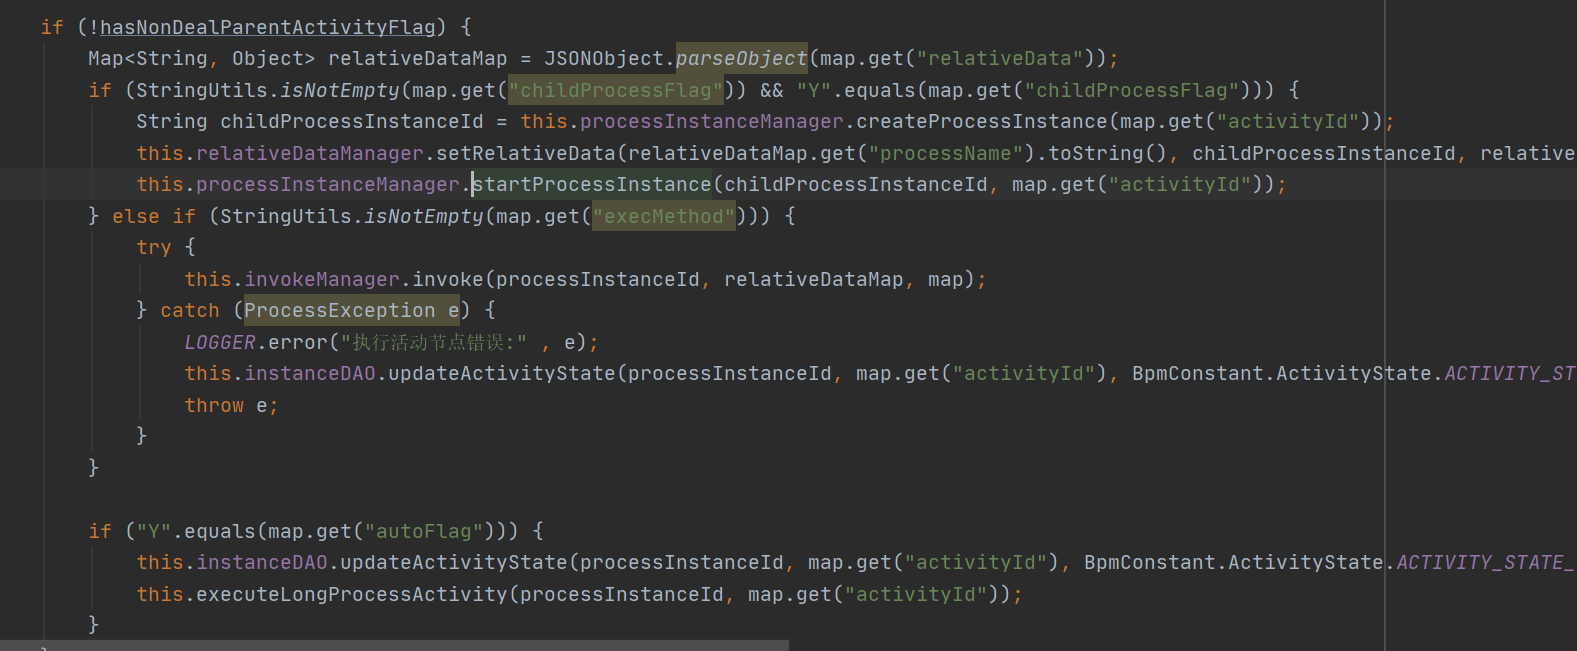 if (!hasNonDealParentActivityFlag) {
Map<String, Object> relativeDataMap = JSONObject.parseObject(map.get("relativeData"));
if (StringUtils.isNotEmpty(map.get("childProcessFlag")) && "Y".equals(map.get("childProcessFlag"))) {
String childProcessInstanceId = this.processInstanceManager.createProcessInstance(map.get("activityId"));
this.relativeDataManager.setRelativeData(relativeDataMap.get("processName").toString(), childProcessInstanceId, relative
this.processInstanceManager.startProcessInstance(childProcessInstanceId, map.get("activityId"));
} else if (StringUtils.isNotEmpty(map.get("execMethod"))) {
try {
this.invokeManager.invoke(processInstanceId, relativeDataMap, map);
} catch (ProcessException e) {
LOGGER.error("执行活动节点错误:" , e);
this.instanceDAO.updateActivityState(processInstanceId, map.get("activityId"), BpmConstant.ActivityState.ACTIVITY_ST
throw e;
}
}
if ("Y".equals(map.get("autoFlag"))) {
this.instanceDAO.updateActivityState(processInstanceId, map.get("activityId"), BpmConstant.ActivityState.ACTIVITY_STATE_
this.executeLongProcessActivity(processInstanceId, map.get("activityId"));
}